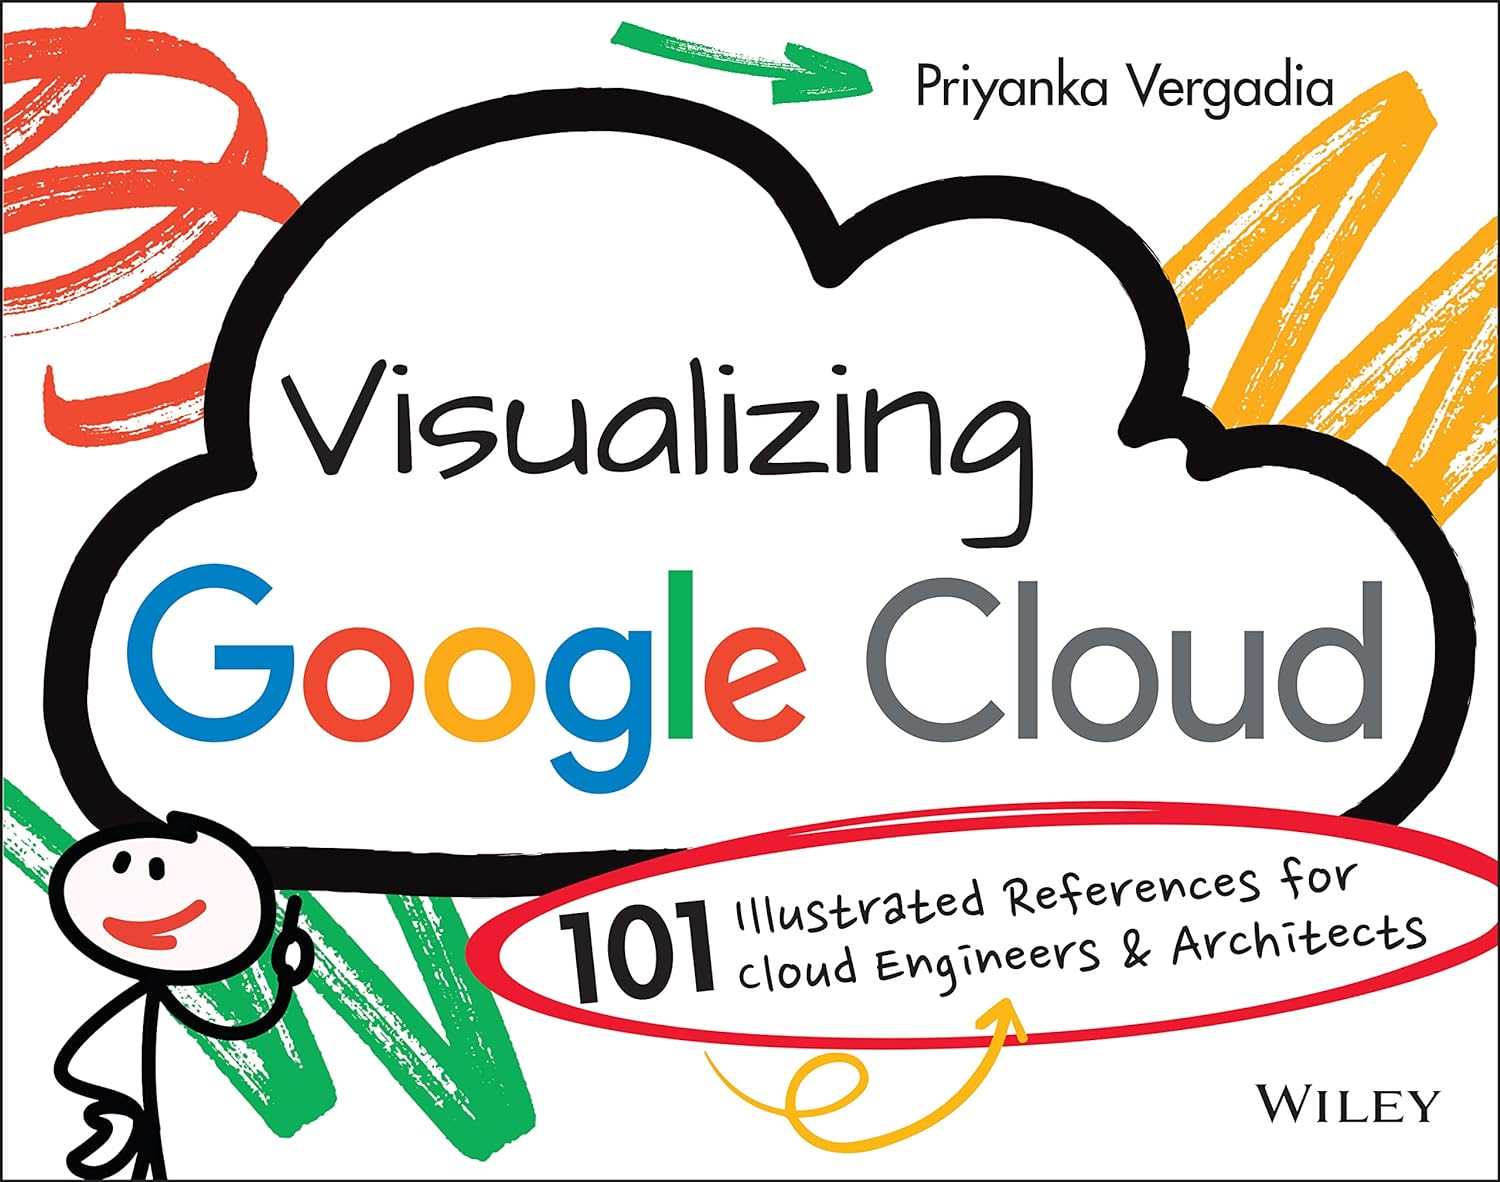 Priyanka Vergadia
Visualizing
Google Cloud
101 Illustrated References for
Cloud Engineers & Architects
WILEY